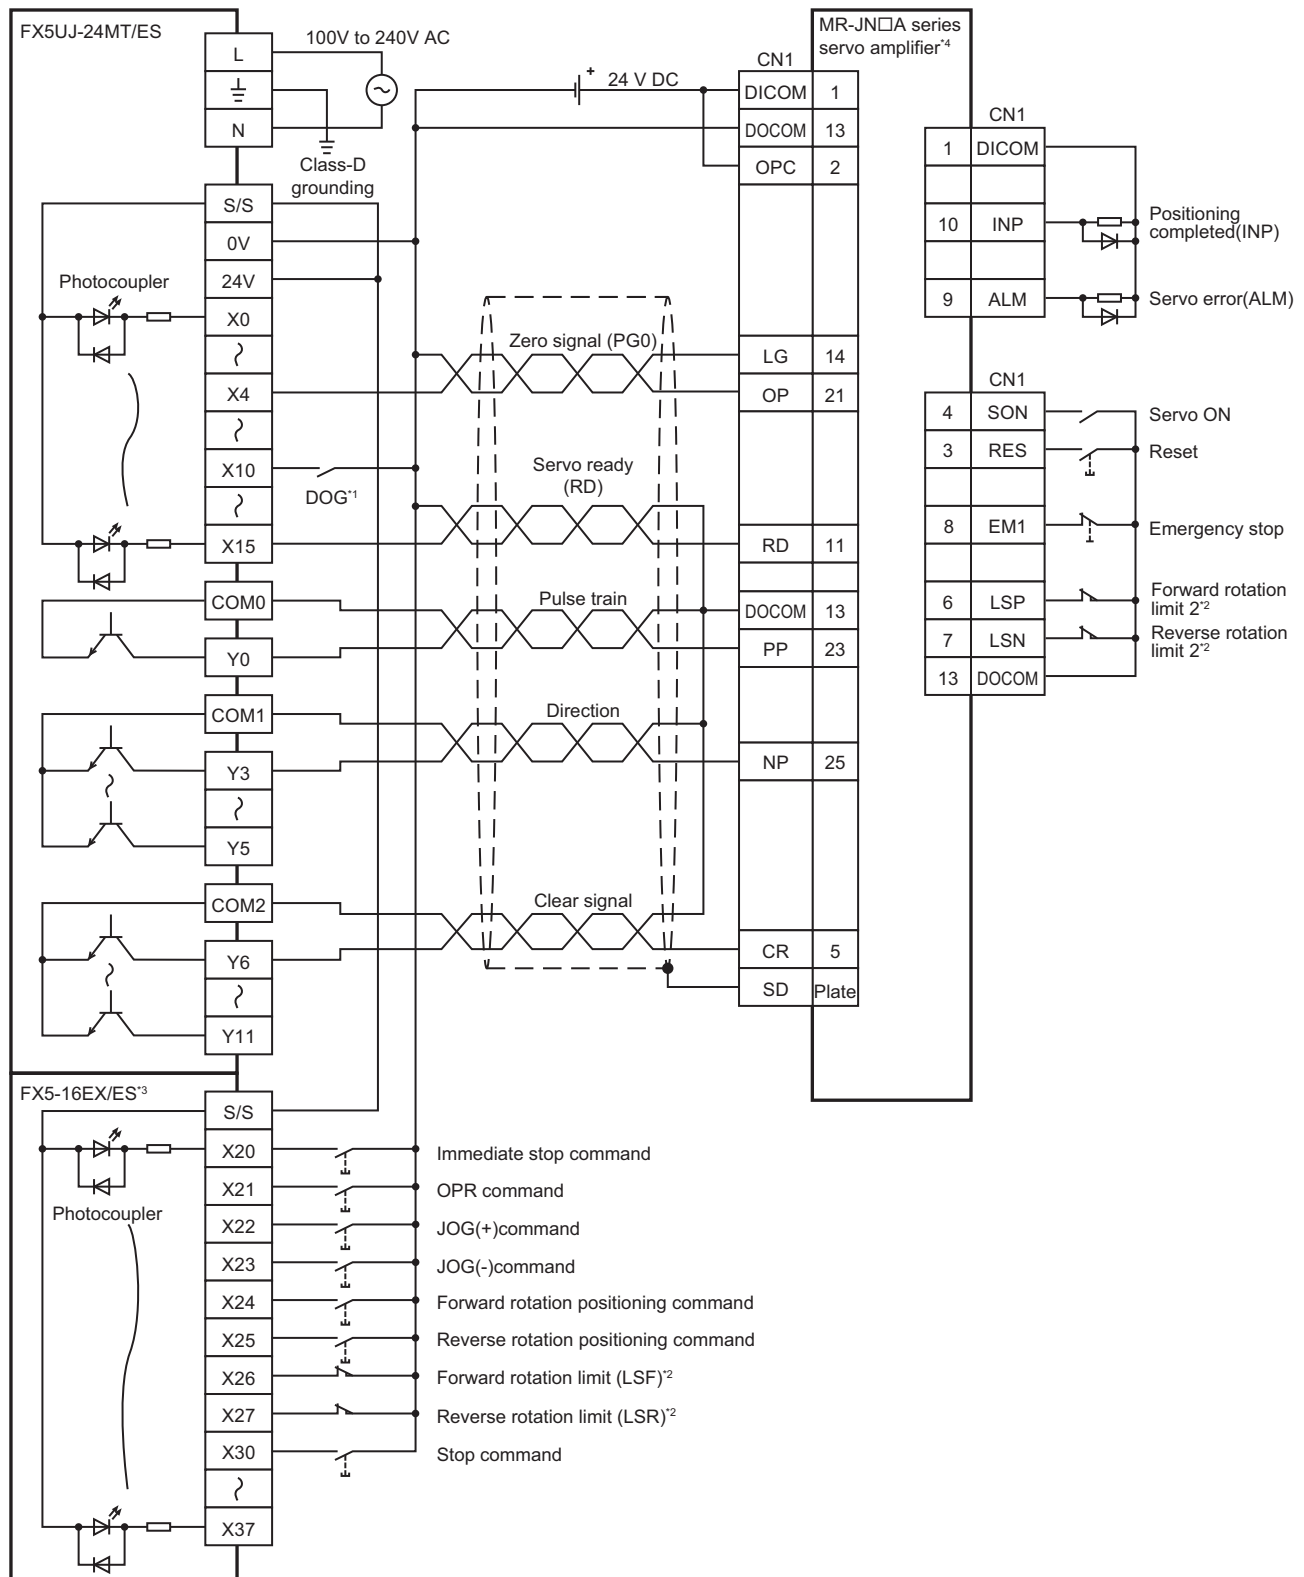 FX5UJ-24MT/ES
L
N
100V to 240V AC
Class-D
grounding
S/S
0V
24V
X0
X4
X10
X15
Photocoupler
DOG*1
COM0
Y0
COM1
Y3
Y5
COM2
Y6
Y11
+
24 V DC
Zero signal (PG0)
Servo ready
(RD)
Pulse train
Direction
Clear signal
MR-JN□A series
servo amplifier*4
CN1
DICOM 1
DOCOM 13
OPC 2
LG 14
OP 21
RD 11
DOCOM 13
PP 23
NP 25
CR 5
SD Plate
CN1
1 DICOM
10 INP Positioning
completed(INP)
9 ALM Servo error(ALM)
CN1
4 SON Servo ON
3 RES Reset
8 EM1 Emergency stop
6 LSP Forward rotation
limit 2*2
7 LSN Reverse rotation
limit 2*2
13 DOCOM
FX5-16EX/ES*3
S/S
Photocoupler
X20 Immediate stop command
X21 OPR command
X22 JOG(+)command
X23 JOG(-)command
X24 Forward rotation positioning command
X25 Reverse rotation positioning command
X26 Forward rotation limit (LSF)*2
X27 Reverse rotation limit (LSR)*2
X30 Stop command
X37